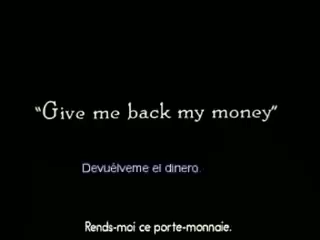 “Give me back my money”
Devuélveme el dinero.
Rends-moi ce porte-monnaie.